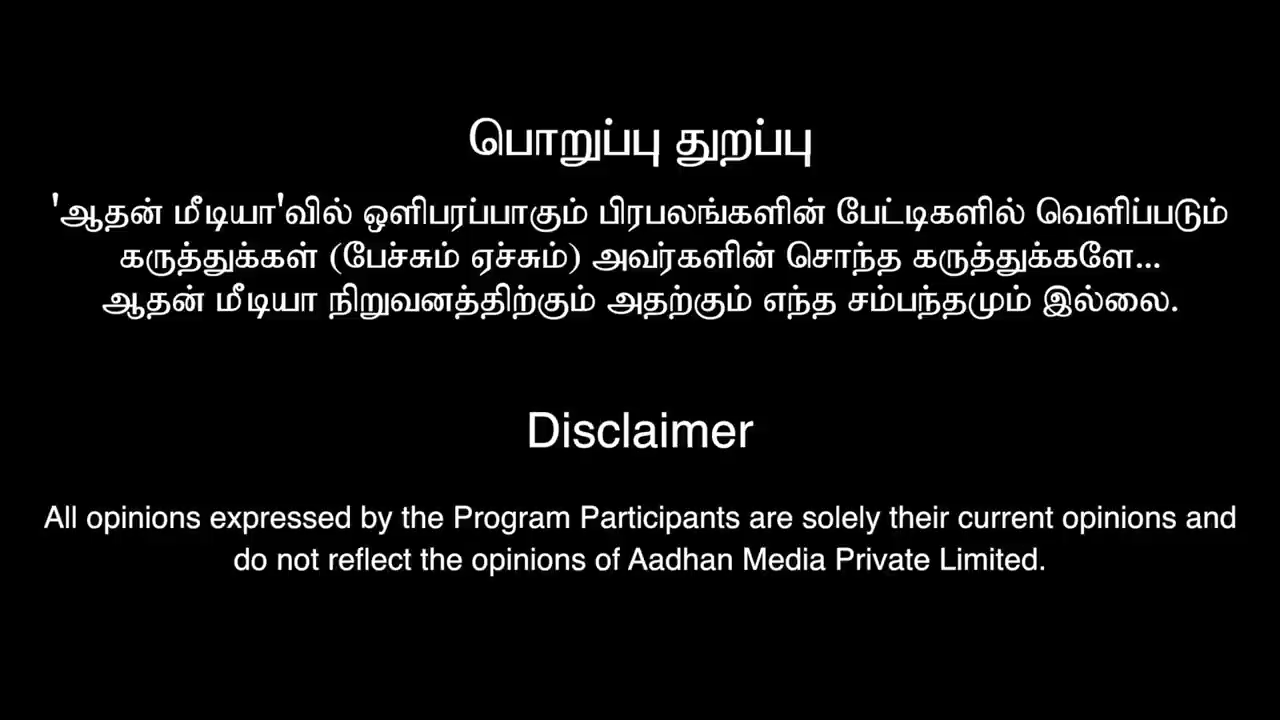 பொறுப்பு துறப்பு
'ஆதன் மீடியா'வில் ஒளிபரப்பாகும் பிரபலங்களின் பேட்டிகளில் வெளிப்படும்
கருத்துக்கள் (பேச்சும் ஏச்சும்) அவர்களின் சொந்த கருத்துக்களே...
ஆதன் மீடியா நிறுவனத்திற்கும் அதற்கும் எந்த சம்பந்தமும் இல்லை.
Disclaimer
All opinions expressed by the Program Participants are solely their current opinions and
do not reflect the opinions of Aadhan Media Private Limited.